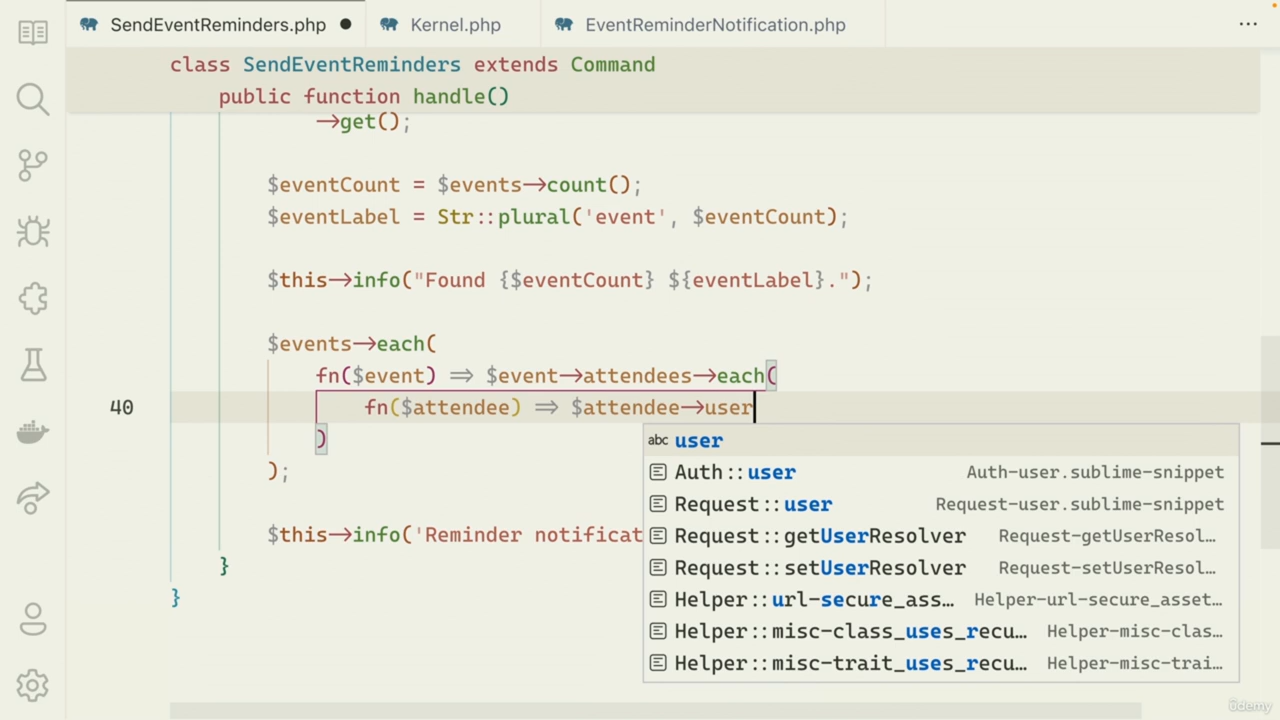 SendEventReminders.php
Kernel.php
EventReminderNotification.php
class SendEventReminders extends Command
public function handle()
->get();
$eventCount = $events->count();
$eventLabel = Str::plural('event', $eventCount);
$this->info("Found {$eventCount} ${eventLabel}.");
$events->each(
fn($event) => $event->attendees->each(
40 fn($attendee) => $attendee->user
)
);
$this->info('Reminder notificat
}
}
abc user
Auth::user Auth-user.sublime-snippet
Request::user Request-user.sublime-snippet
Request::getUserResolver Request-getUserResol…
Request::setUserResolver Request-setUserResol…
Helper::url-secure_ass… Helper-url-secure_asset…
Helper::misc-class_uses_recu… Helper-misc-clas…
Helper::misc-trait_uses_recu… Helper-misc-trai…
ûdemy